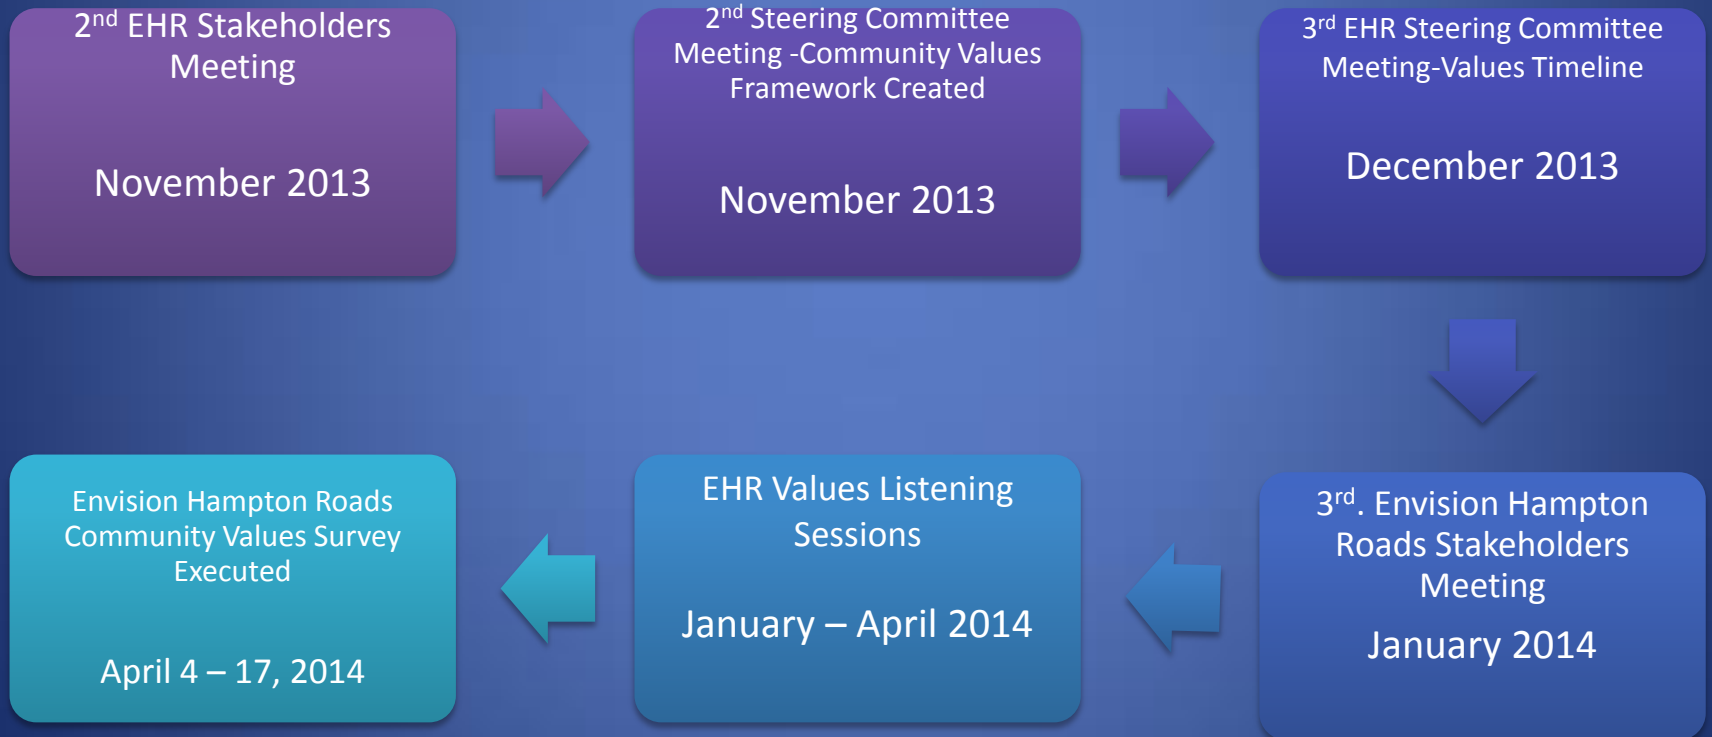 2nd EHR Stakeholders
Meeting
November 2013
2nd Steering Committee
Meeting -Community Values
Framework Created
November 2013
3rd EHR Steering Committee
Meeting-Values Timeline
December 2013
3rd. Envision Hampton
Roads Stakeholders
Meeting
January 2014
EHR Values Listening
Sessions
January – April 2014
Envision Hampton Roads
Community Values Survey
Executed
April 4 – 17, 2014